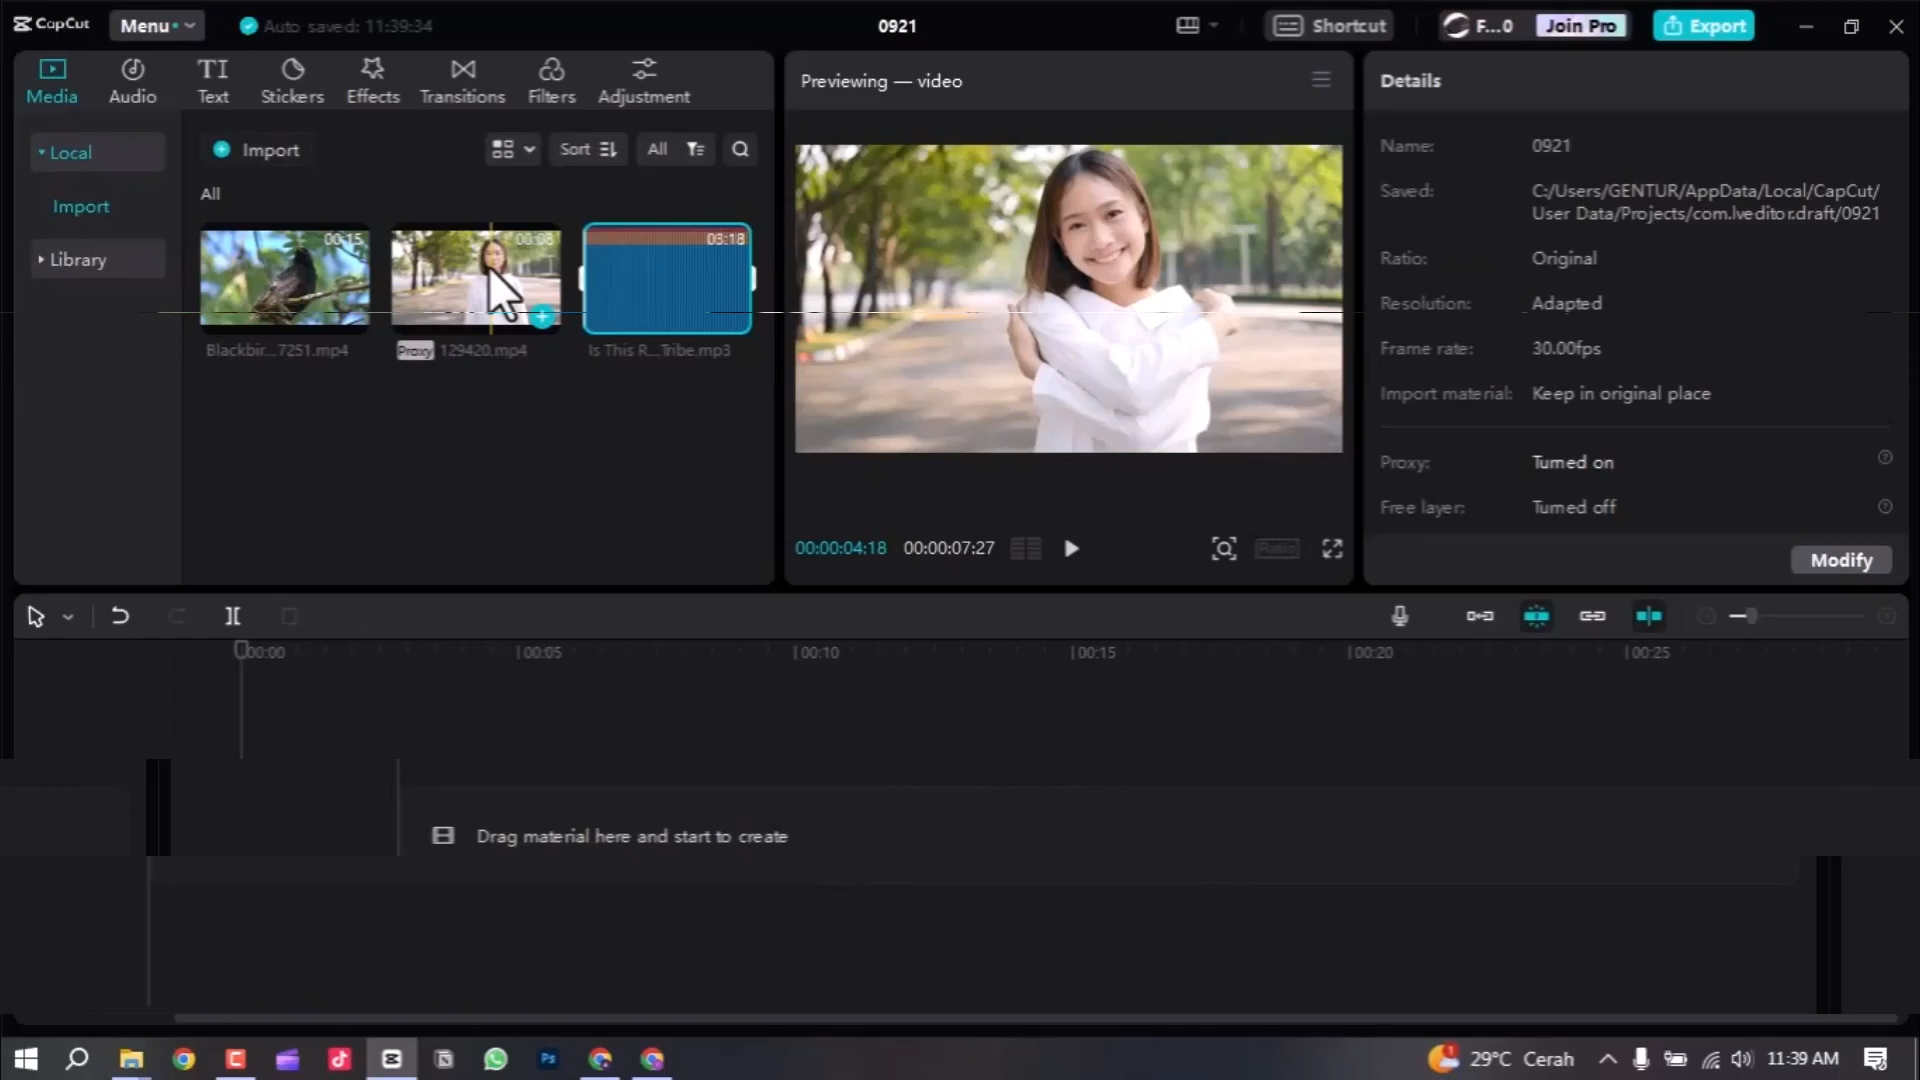 CapCut Menu Auto saved: 11:39:34 0921 Shortcut F...0 Join Pro Export
Media Audio Text Stickers Effects Transitions Filters Adjustment
Local
Import
Library
Import Sort All
All
00:15 00:08 03:18
Blackbir...7251.mp4 Proxy 129420.mp4 Is This R...Tribe.mp3
Previewing — video
00:00:04:18 00:00:07:27 Ratio
Details
Name: 0921
Saved: C:/Users/GENTUR/AppData/Local/CapCut/
User Data/Projects/com.lveditor.draft/0921
Ratio: Original
Resolution: Adapted
Frame rate: 30.00fps
Import material: Keep in original place
Proxy: Turned on
Free layer: Turned off
Modify
00:00 00:05 00:10 00:15 00:20 00:25
Drag material here and start to create
Ps 1 29°C Cerah 11:39 AM